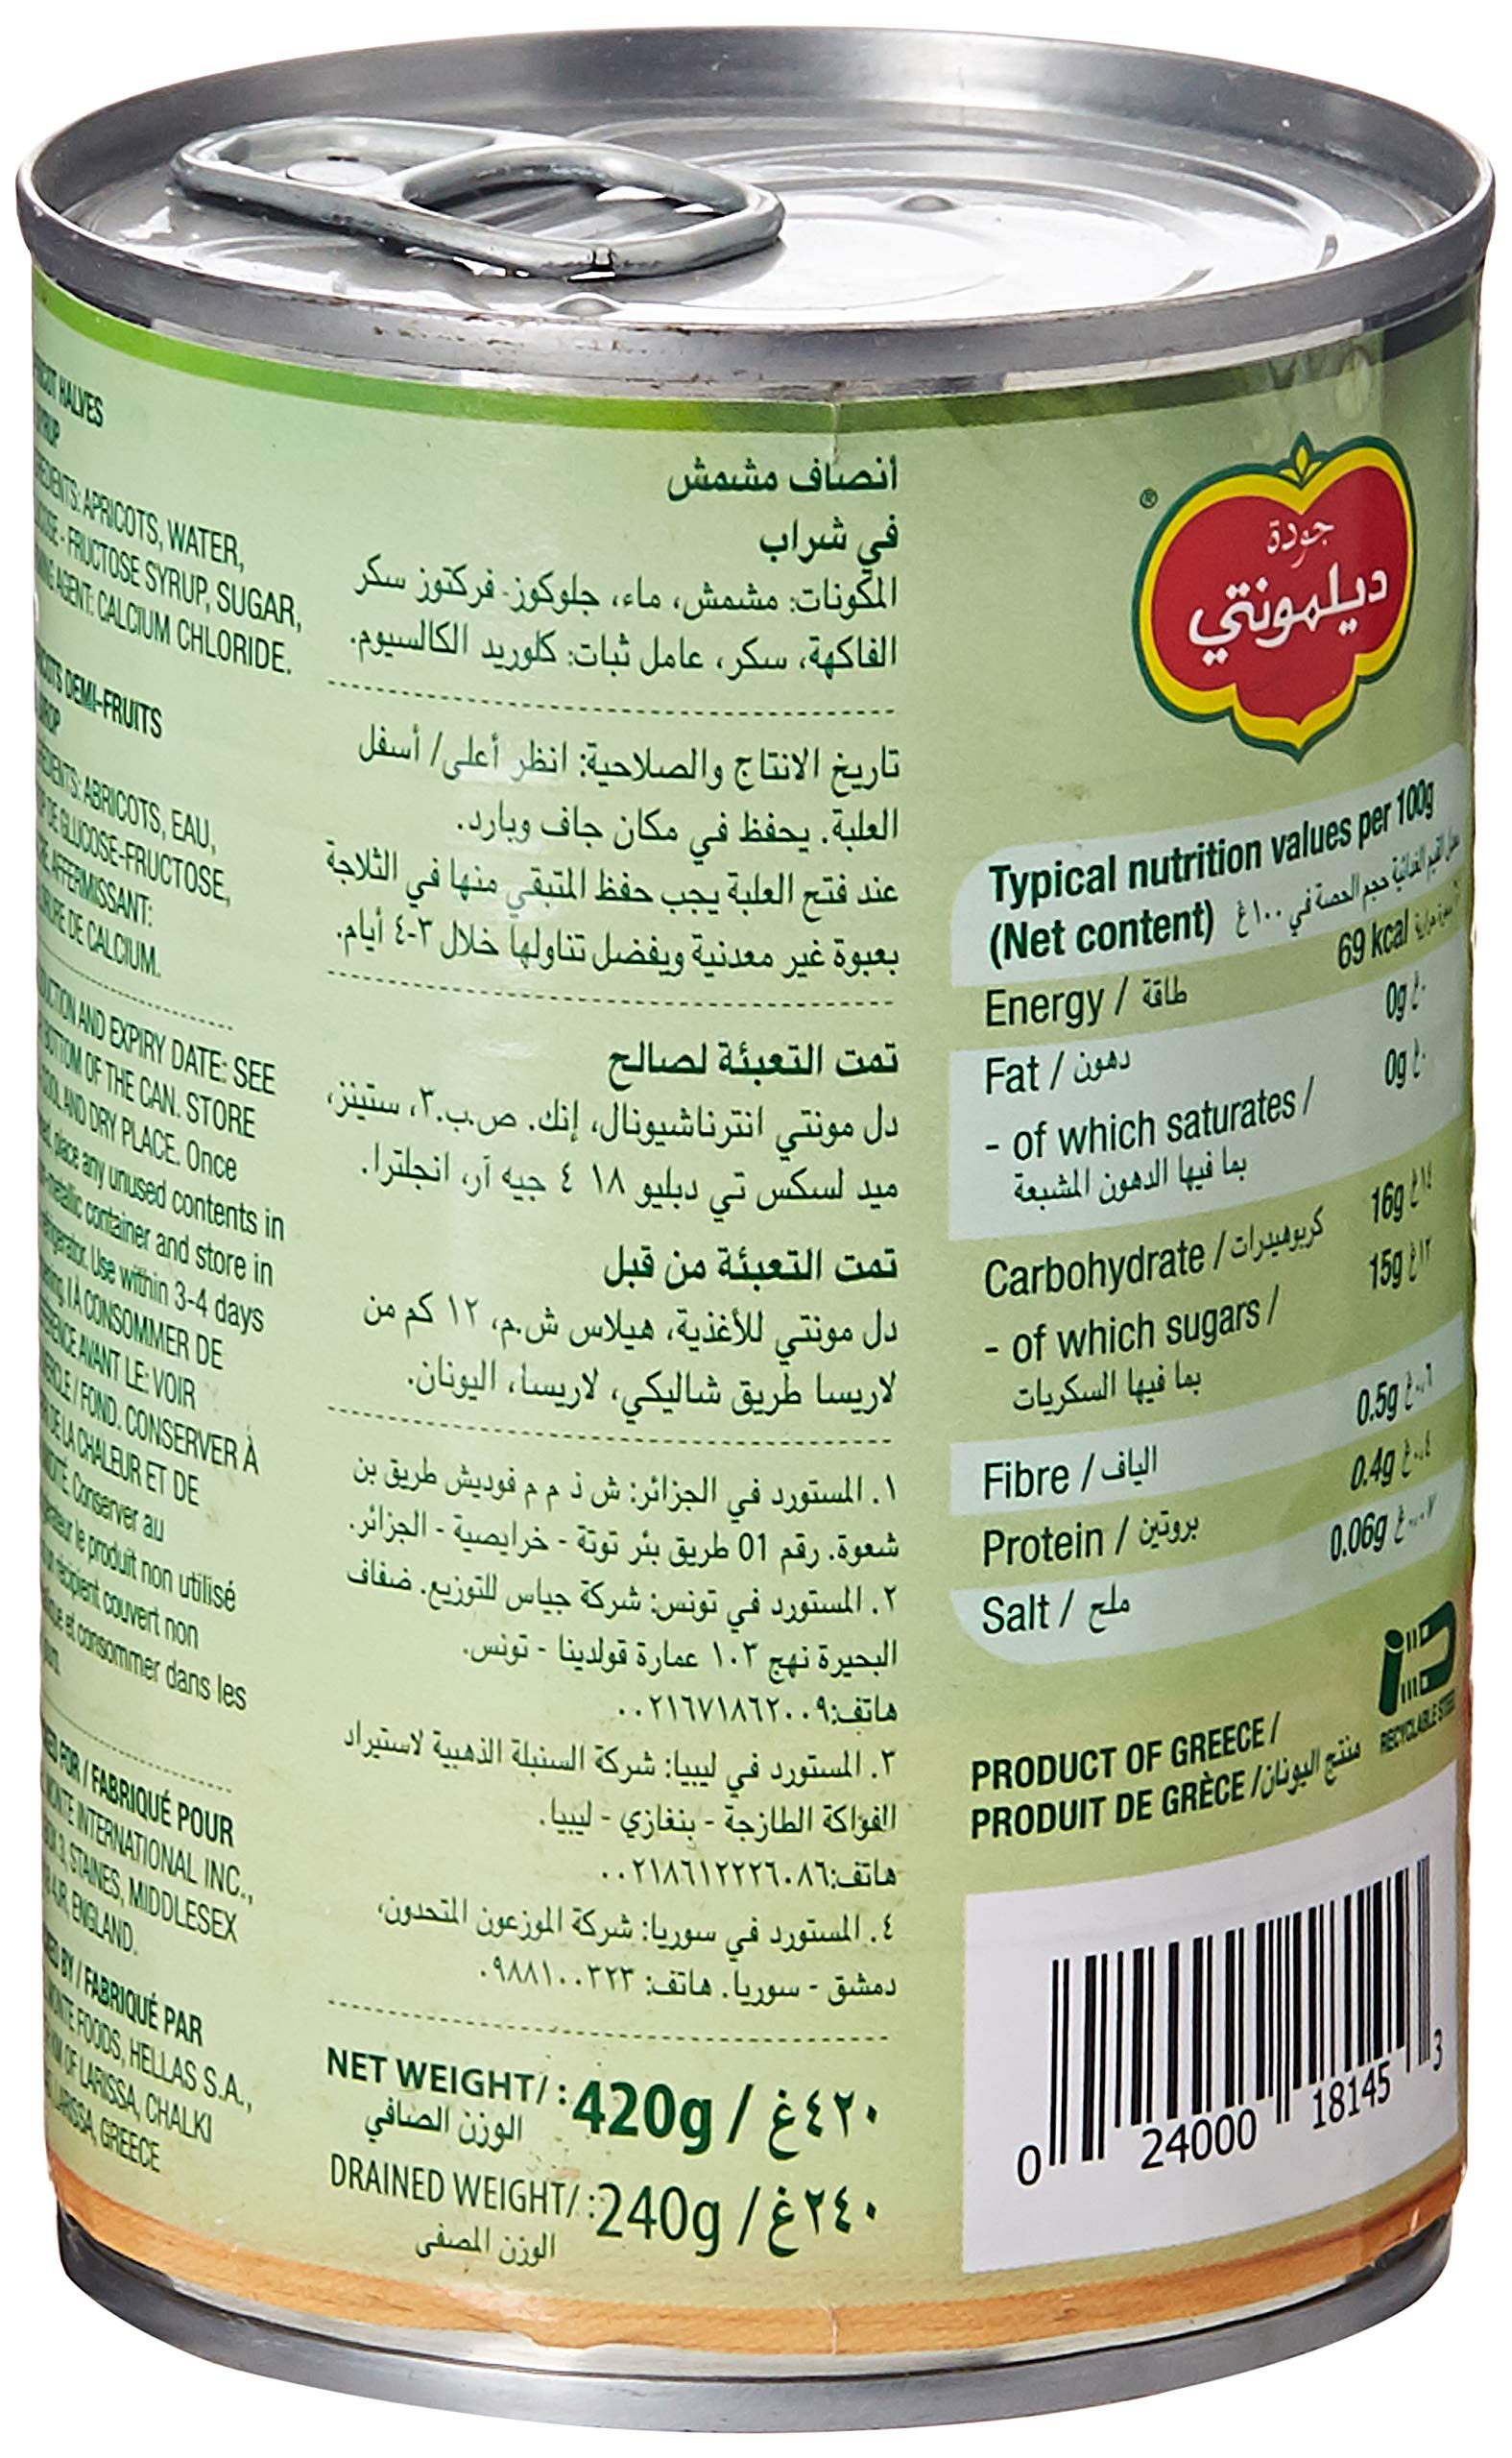 HALVES
APRICOTS, WATER,
- FRUCTOSE SYRUP, SUGAR,
AGENT: CALCIUM CHLORIDE.
DEMI-FRUITS
ABRICOTS, EAU,
DE GLUCOSE-FRUCTOSE,
AFFERMISSANT:
DE CALCIUM.
AND EXPIRY DATE: SEE
BOTTOM OF THE CAN. STORE
AND DRY PLACE. Once
place any unused contents in
container and store in
Use within 3-4 days
A CONSOMMER DE
AVANT LE: VOIR
/ FOND. CONSERVER À
DE LA CHALEUR ET DE
Conserver au
le produit non utilisé
récipient couvert non
et consommer dans les
FOR / FABRIQUÉ POUR
INTERNATIONAL INC.,
3, STAINES, MIDDLESEX
ENGLAND.
BY / FABRIQUÉ PAR
FOODS, HELLAS S.A.,
OF LARISSA, CHALKI
LARISSA, GREECE
أنصاف مشمش
في شراب
المكونات: مشمش، ماء، جلوكوز- فركتوز سكر
الفاكهة، سكر، عامل ثبات: كلوريد الكالسيوم.
تاريخ الانتاج والصلاحية: انظر أعلى/ أسفل
العلبة. يحفظ في مكان جاف وبارد.
عند فتح العلبة يجب حفظ المتبقي منها في الثلاجة
بعبوة غير معدنية ويفضل تناولها خلال ٣-٤ أيام.
تمت التعبئة لصالح
دل مونتي انترناشيونال، إنك. ص.ب.٣، ستينز،
ميد لسكس تي دبليو ١٨ ٤ جيه آر، انجلترا.
تمت التعبئة من قبل
دل مونتي للأغذية، هيلاس ش.م، ١٢ كم من
لاريسا طريق شاليكي، لاريسا، اليونان.
١. المستورد في الجزائر: ش ذ م م فوديش طريق بن
شعوة. رقم 01 طريق بئر توتة - خرايصية - الجزائر.
٢. المستورد في تونس: شركة جياس للتوزيع. ضفاف
البحيرة نهج ١٠٣ عمارة قولدينا - تونس.
هاتف:٠٠٢١٦٧١٨٦٢٠٠٩
٣. المستورد في ليبيا: شركة السنبلة الذهبية لاستيراد
الفواكة الطازجة - بنغازي - ليبيا.
هاتف:٠٠٢١٨٦١٢٢٢٦٠٨٦
٤. المستورد في سوريا: شركة الموزعون المتحدون،
دمشق - سوريا. هاتف: ٠٩٨٨١٠٠٣٢٣
NET WEIGHT/ : 420g / ٤٢٠غ
الوزن الصافي
DRAINED WEIGHT/ : 240g / ٢٤٠غ
الوزن المصفى
®
جودة
ديلمونتي
Typical nutrition values per 100g
(Net content) القيم الغذائية حجم الحصة في ١٠٠غ
Energy / طاقة 69 kcal
Fat / دهون 0g ٠غ
- of which saturates / 0g ٠غ
بما فيها الدهون المشبعة
Carbohydrate / كربوهيدرات 16g
- of which sugars / 15g
بما فيها السكريات
Fibre / الياف 0.5g
Protein / بروتين 0.4g ٠.٤غ
Salt / ملح 0.06g
RECYCLABLE STEEL
PRODUCT OF GREECE /
PRODUIT DE GRÈCE / منتج اليونان
0 24000 18145 3